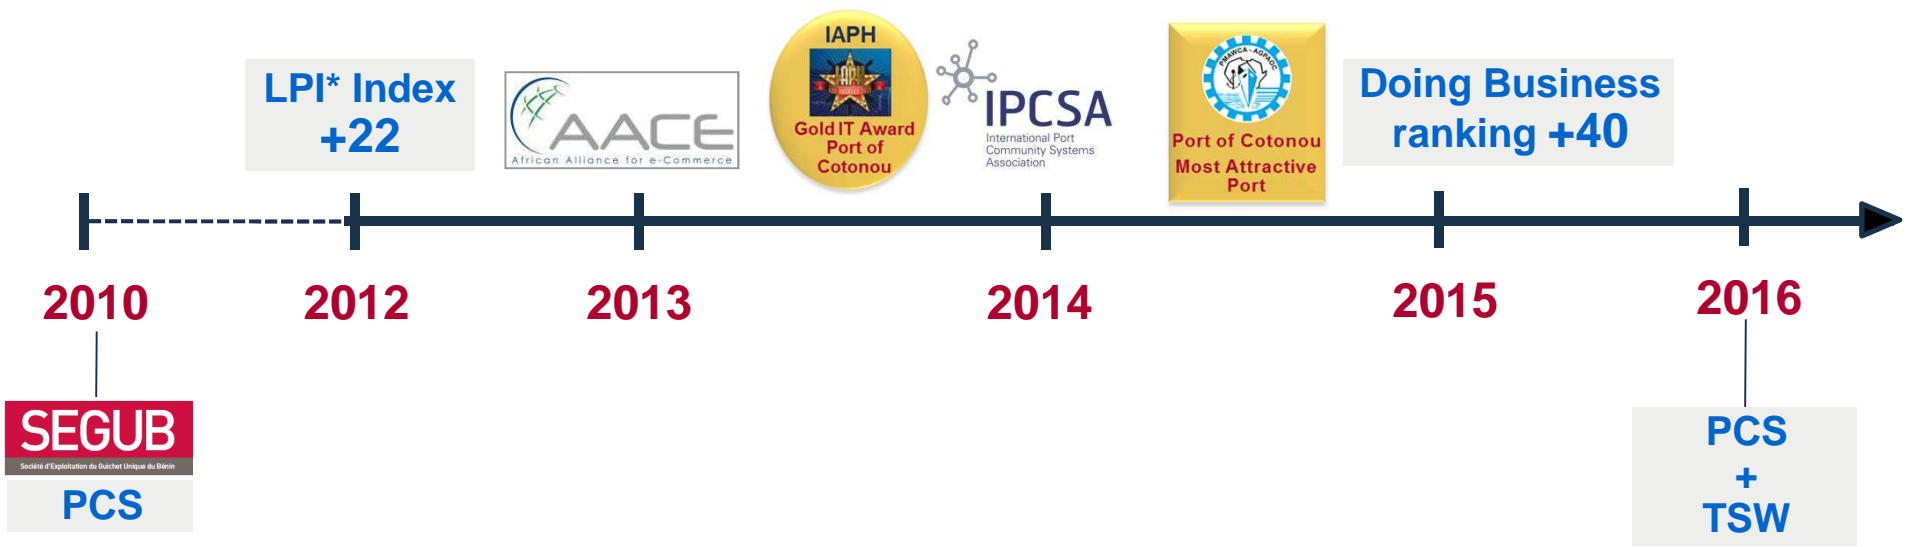 LPI* Index
+22
AACE
African Alliance for e-Commerce
IAPH
Gold IT Award
Port of
Cotonou
IPCSA
International Port
Community Systems
Association
PMAWCA - AGPAOC
Port of Cotonou
Most Attractive
Port
Doing Business
ranking +40
2010
2012
2013
2014
2015
2016
SEGUB
Société d'Exploitation du Guichet Unique du Bénin
PCS
PCS
+
TSW